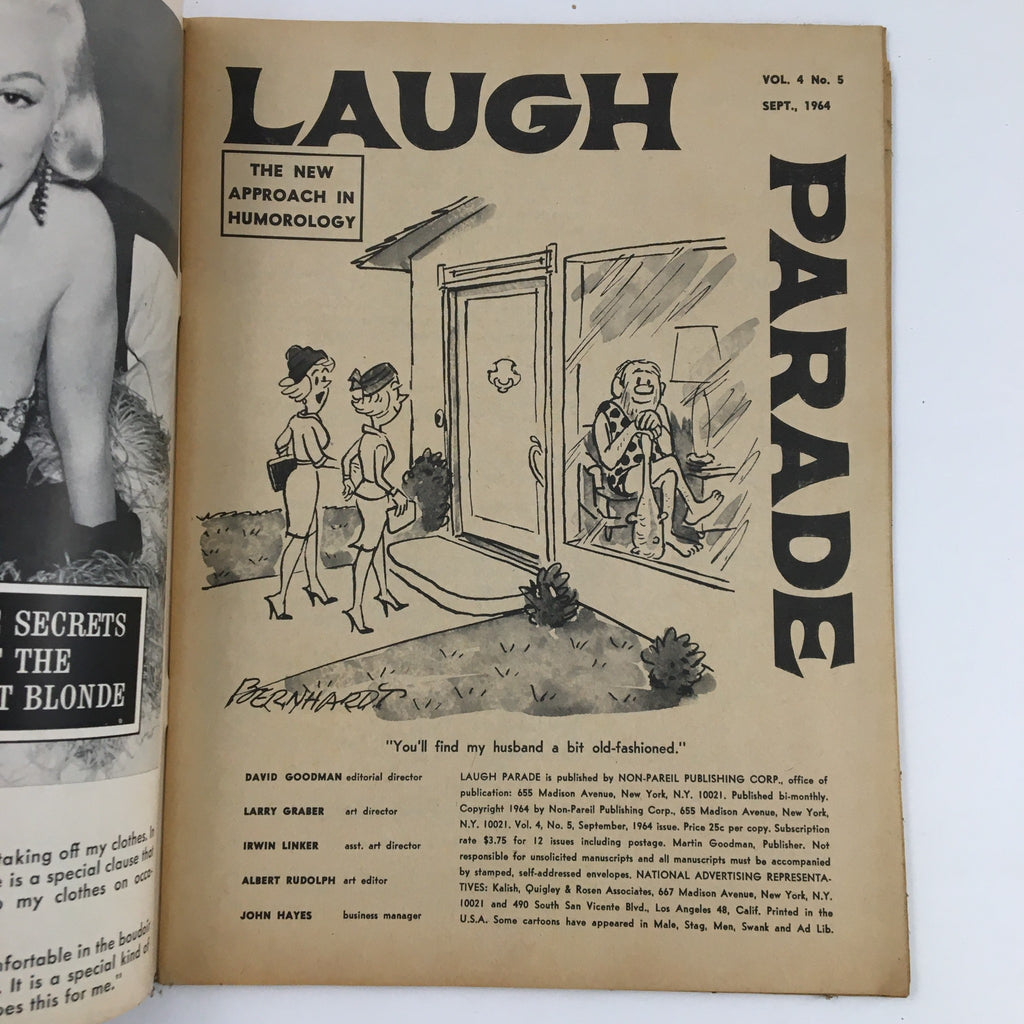 SECRETS
THE
BLONDE
taking off my clothes. In
is a special clause that
my clothes on occa-
in the boudoir
. It is a special kind of
this for me."
LAUGH
PARADE
VOL. 4 No. 5
SEPT., 1964
THE NEW
APPROACH IN
HUMOROLOGY
BERNHARDT
"You'll find my husband a bit old-fashioned."
DAVID GOODMAN editorial director
LARRY GRABER art director
IRWIN LINKER asst. art director
ALBERT RUDOLPH art editor
JOHN HAYES business manager
LAUGH PARADE is published by NON-PAREIL PUBLISHING CORP., office of
publication: 655 Madison Avenue, New York, N.Y. 10021. Published bi-monthly.
Copyright 1964 by Non-Pareil Publishing Corp., 655 Madison Avenue, New York,
N.Y. 10021. Vol. 4, No. 5, September, 1964 issue. Price 25c per copy. Subscription
rate $3.75 for 12 issues including postage. Martin Goodman, Publisher. Not
responsible for unsolicited manuscripts and all manuscripts must be accompanied
by stamped, self-addressed envelopes. NATIONAL ADVERTISING REPRESENTA-
TIVES: Kalish, Quigley & Rosen Associates, 667 Madison Avenue, New York, N.Y.
10021 and 490 South San Vicente Blvd., Los Angeles 48, Calif. Printed in the
U.S.A. Some cartoons have appeared in Male, Stag, Men, Swank and Ad Lib.